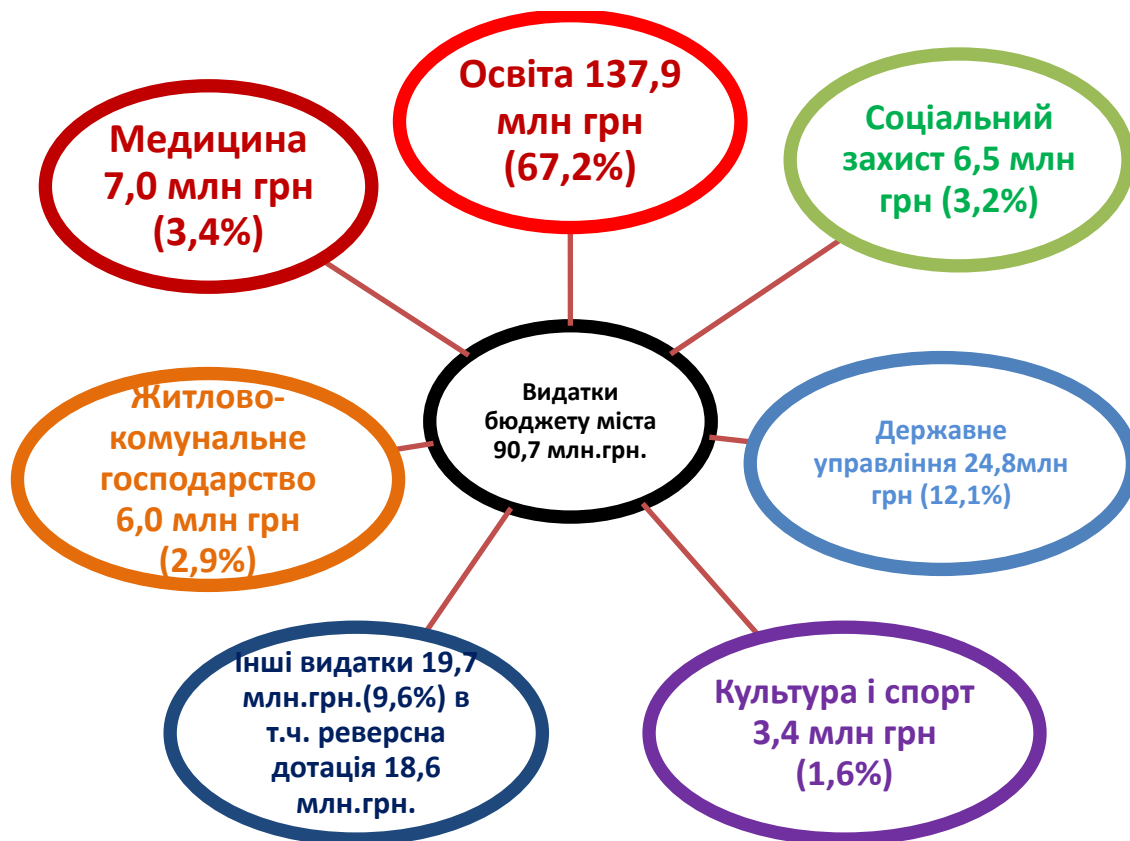 Освіта 137,9
млн грн
(67,2%)
Медицина
7,0 млн грн
(3,4%)
Соціальний
захист 6,5 млн
грн (3,2%)
Видатки
бюджету міста
90,7 млн.грн.
Житлово-
комунальне
господарство
6,0 млн грн
(2,9%)
Державне
управління 24,8млн
грн (12,1%)
Інші видатки 19,7
млн.грн.(9,6%) в
т.ч. реверсна
дотація 18,6
млн.грн.
Культура і спорт
3,4 млн грн
(1,6%)